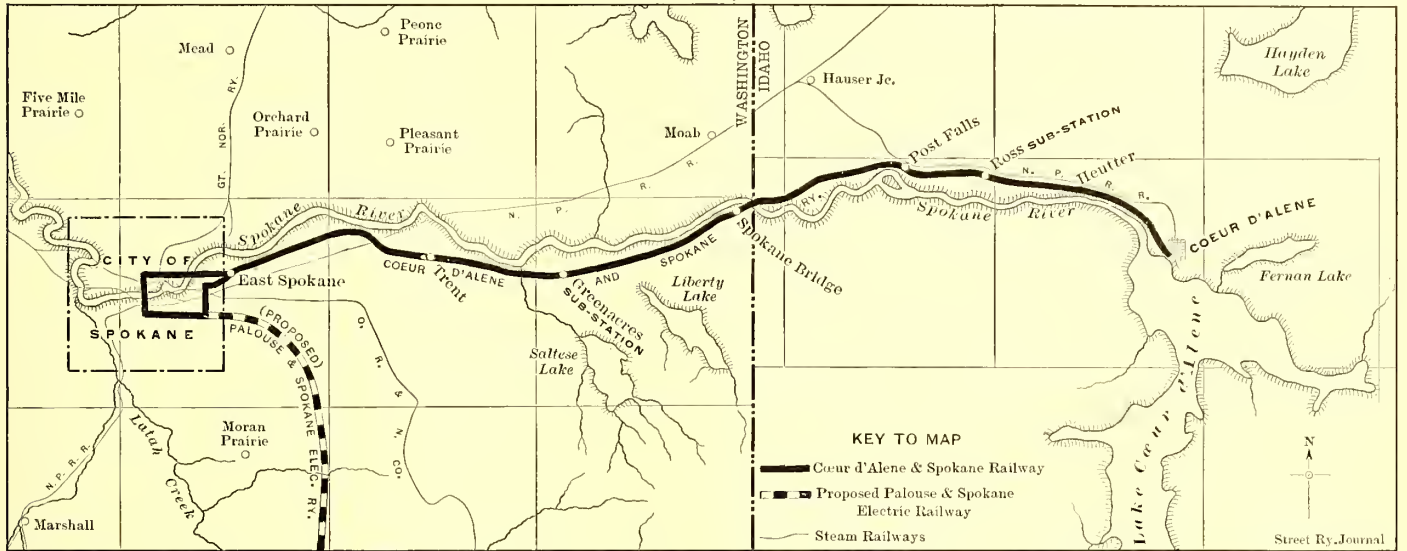 Peone
Prairie
Mead
Five Mile
Prairie
GT. NOR. RY.
Orchard
Prairie
Pleasant
Prairie
Moab
WASHINGTON
IDAHO
Hauser Jc.
Hayden
Lake
Post Falls
Ross SUB-STATION
Heutter
N. P. R. R.
N. P. R. R.
Spokane River
Spokane River
CITY OF
SPOKANE
East Spokane
COEUR D'ALENE AND SPOKANE RY.
Trent
Greenacres
SUB-STATION
Spokane Bridge
Liberty
Lake
Saltese
Lake
COEUR D'ALENE
Fernan Lake
Lake Cœur d'Alene
(PROPOSED)
PALOUSE & SPOKANE ELEC. RY.
O. R. & N. CO.
Moran
Prairie
Latah
Creek
N. P. R. R.
Marshall
KEY TO MAP
Cœur d'Alene & Spokane Railway
Proposed Palouse & Spokane
Electric Railway
Steam Railways
N
Street Ry. Journal